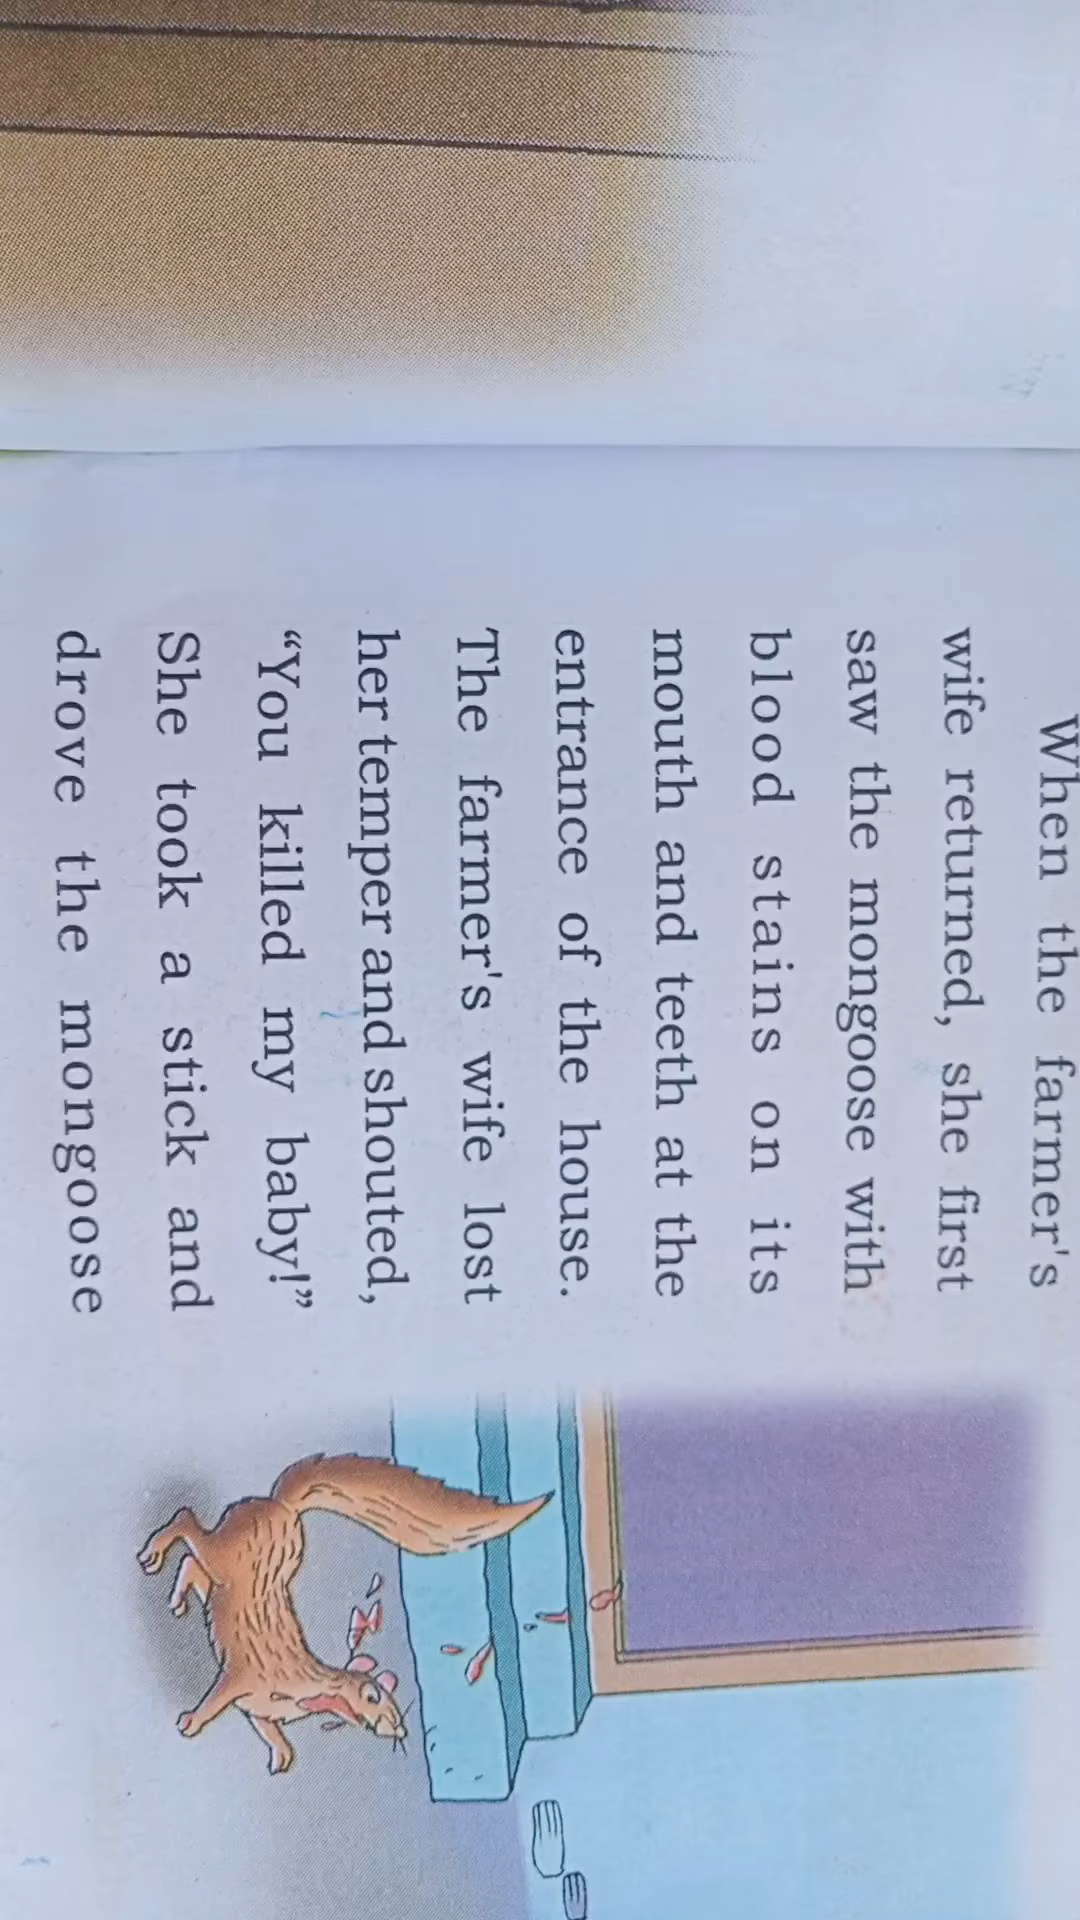 When the farmer's
wife returned, she first
saw the mongoose with
blood stains on its
mouth and teeth at the
entrance of the house.
The farmer's wife lost
her temper and shouted,
“You killed my baby!”
She took a stick and
drove the mongoose